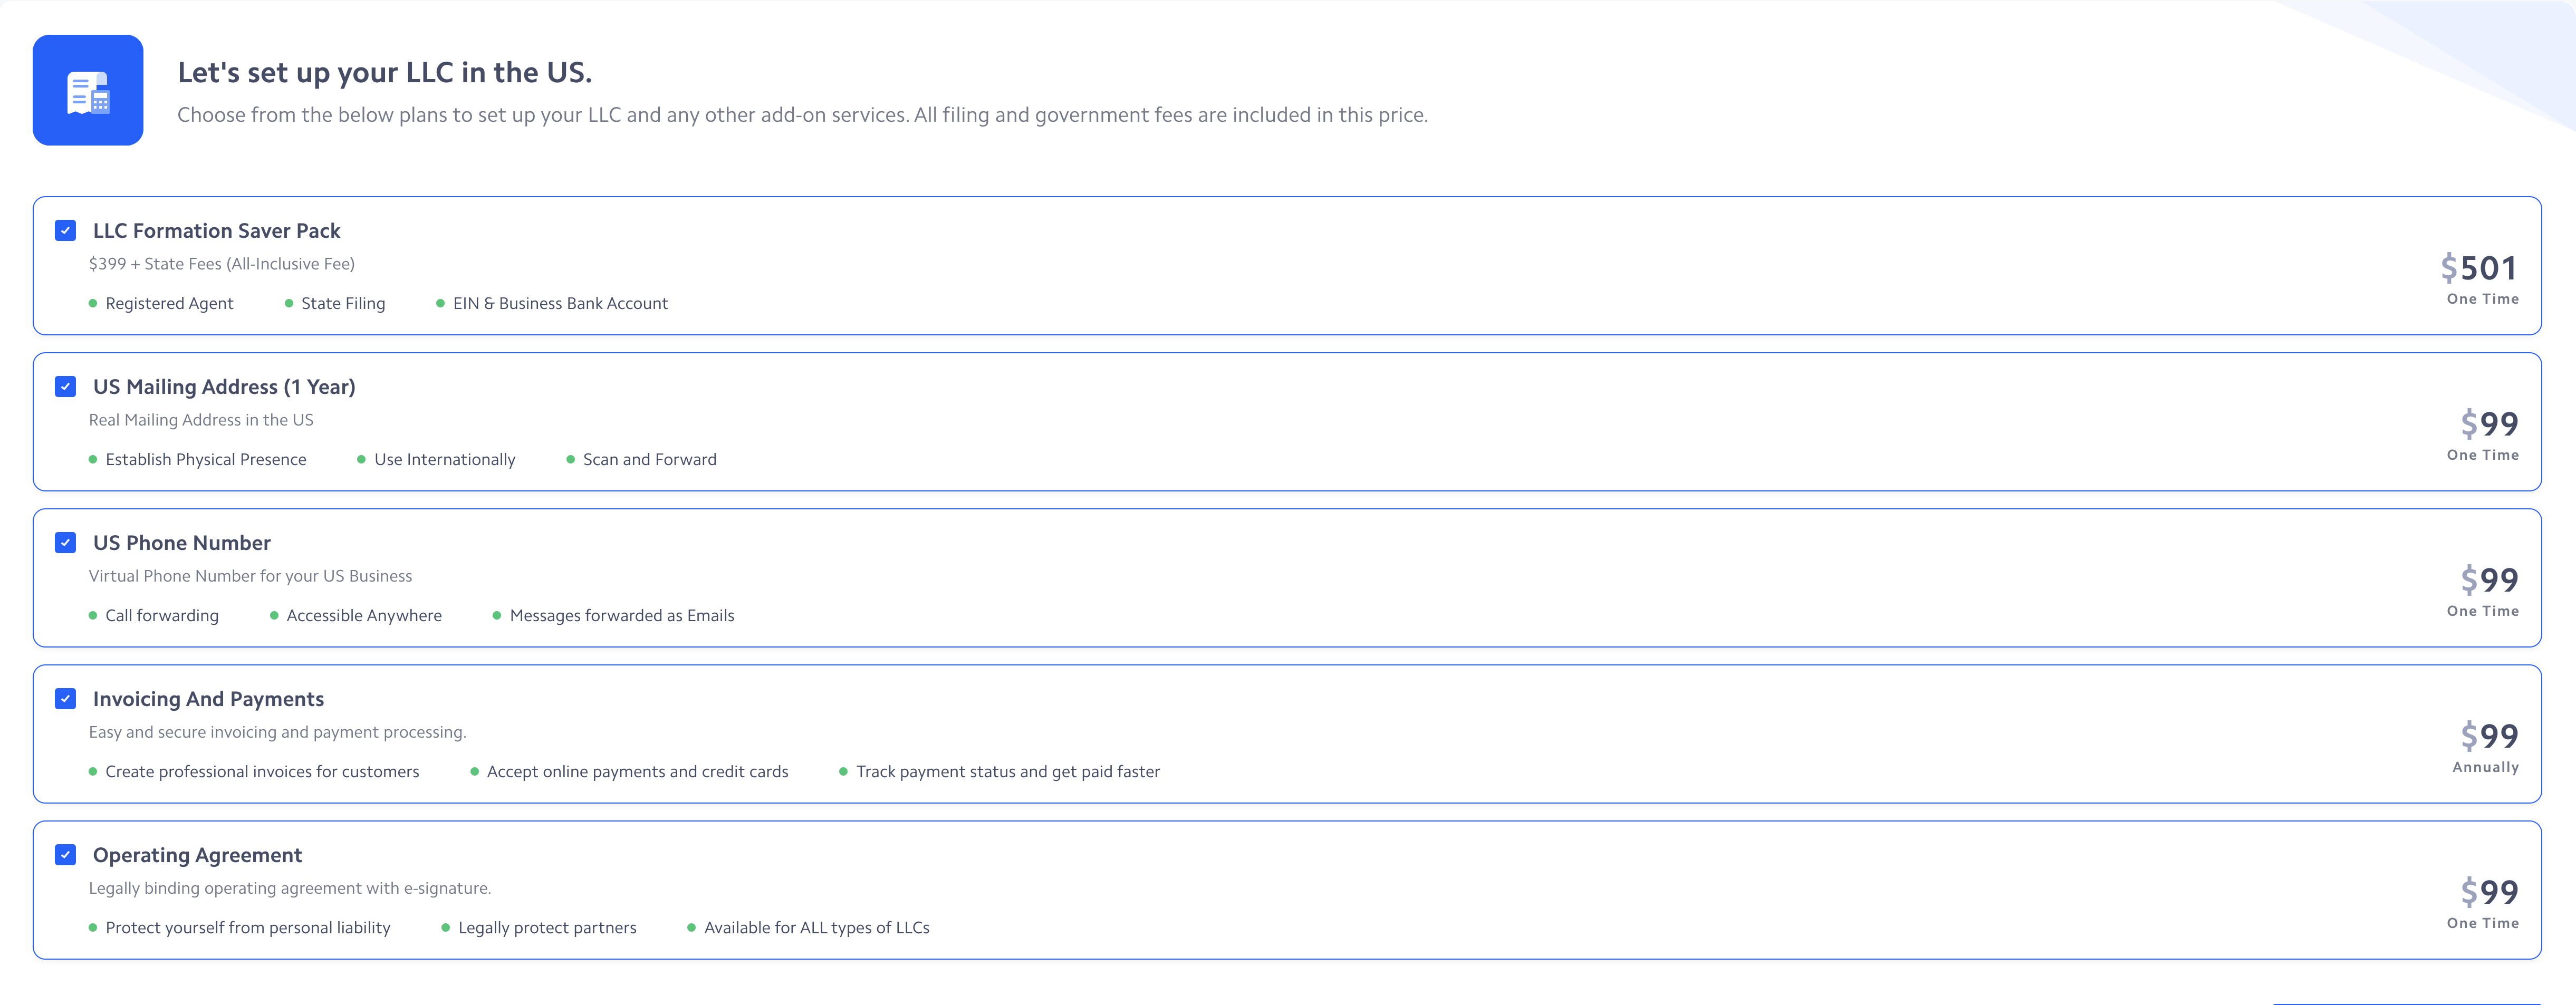 Let's set up your LLC in the US.
Choose from the below plans to set up your LLC and any other add-on services. All filing and government fees are included in this price.
LLC Formation Saver Pack
$399 + State Fees (All-Inclusive Fee)
Registered Agent State Filing EIN & Business Bank Account
$501
One Time
US Mailing Address (1 Year)
Real Mailing Address in the US
Establish Physical Presence Use Internationally Scan and Forward
$99
One Time
US Phone Number
Virtual Phone Number for your US Business
Call forwarding Accessible Anywhere Messages forwarded as Emails
$99
One Time
Invoicing And Payments
Easy and secure invoicing and payment processing.
Create professional invoices for customers Accept online payments and credit cards Track payment status and get paid faster
$99
Annually
Operating Agreement
Legally binding operating agreement with e-signature.
Protect yourself from personal liability Legally protect partners Available for ALL types of LLCs
$99
One Time